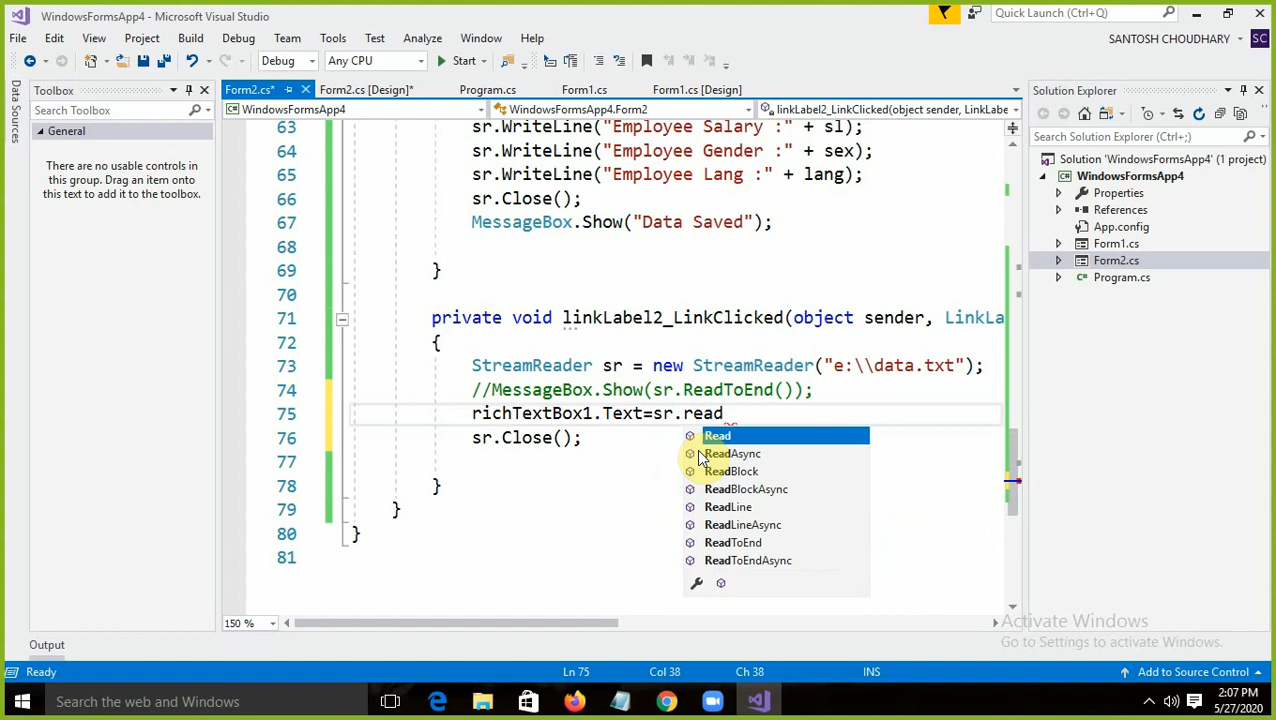 WindowsFormsApp4 - Microsoft Visual Studio
Quick Launch (Ctrl+Q)
File Edit View Project Build Debug Team Tools Test Analyze Window Help
SANTOSH CHOUDHARY SC
Debug Any CPU Start
Data Sources
Toolbox
Search Toolbox
General
There are no usable controls in
this group. Drag an item onto
this text to add it to the toolbox.
Form2.cs* Form2.cs [Design]* Program.cs Form1.cs Form1.cs [Design]
WindowsFormsApp4 WindowsFormsApp4.Form2 linkLabel2_LinkClicked(object sender, LinkLabe
63 sr.WriteLine("Employee Salary :" + sl);
64 sr.WriteLine("Employee Gender :" + sex);
65 sr.WriteLine("Employee Lang :" + lang);
66 sr.Close();
67 MessageBox.Show("Data Saved");
68
69 }
70
71 private void linkLabel2_LinkClicked(object sender, LinkLa
72 {
73 StreamReader sr = new StreamReader("e:\\data.txt");
74 //MessageBox.Show(sr.ReadToEnd());
75 richTextBox1.Text=sr.read
76 sr.Close();
77
78 }
79 }
80 }
81
Read
ReadAsync
ReadBlock
ReadBlockAsync
ReadLine
ReadLineAsync
ReadToEnd
ReadToEndAsync
150 %
Solution Explorer
Search Solution Explorer (Ctrl+;)
Solution 'WindowsFormsApp4' (1 project)
WindowsFormsApp4
Properties
References
App.config
Form1.cs
Form2.cs
Program.cs
Activate Windows
Go to Settings to activate Windows.
Output
Ready Ln 75 Col 38 Ch 38 INS Add to Source Control
Search the web and Windows
2:07 PM
5/27/2020